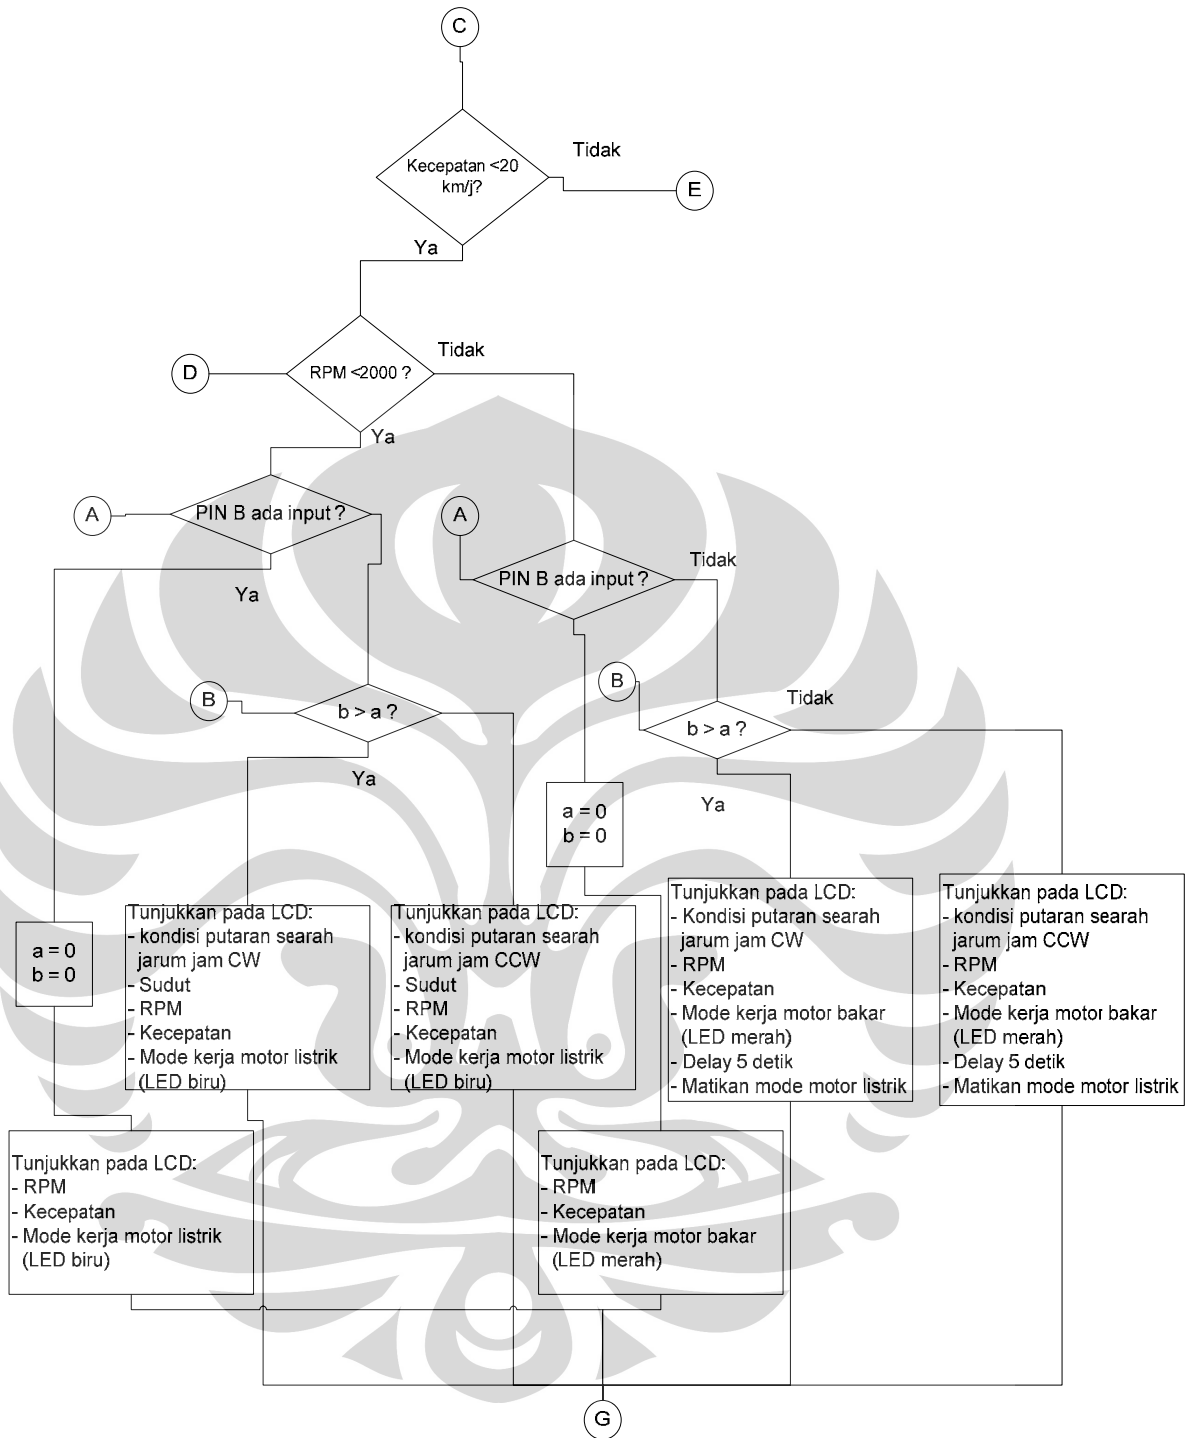 C
Kecepatan <20
km/j?
Tidak
E
Ya
D
RPM <2000 ?
Tidak
Ya
A
PIN B ada input ?
A
PIN B ada input ?
Tidak
Ya
B
b > a ?
B
b > a ?
Tidak
Ya
Ya
a = 0
b = 0
a = 0
b = 0
Tunjukkan pada LCD:
- kondisi putaran searah
jarum jam CW
- Sudut
- RPM
- Kecepatan
- Mode kerja motor listrik
(LED biru)
Tunjukkan pada LCD:
- kondisi putaran searah
jarum jam CCW
- Sudut
- RPM
- Kecepatan
- Mode kerja motor listrik
(LED biru)
Tunjukkan pada LCD:
- Kondisi putaran searah
jarum jam CW
- RPM
- Kecepatan
- Mode kerja motor bakar
(LED merah)
- Delay 5 detik
- Matikan mode motor listrik
Tunjukkan pada LCD:
- kondisi putaran searah
jarum jam CCW
- RPM
- Kecepatan
- Mode kerja motor bakar
(LED merah)
- Delay 5 detik
- Matikan mode motor listrik
Tunjukkan pada LCD:
- RPM
- Kecepatan
- Mode kerja motor listrik
(LED biru)
Tunjukkan pada LCD:
- RPM
- Kecepatan
- Mode kerja motor bakar
(LED merah)
G